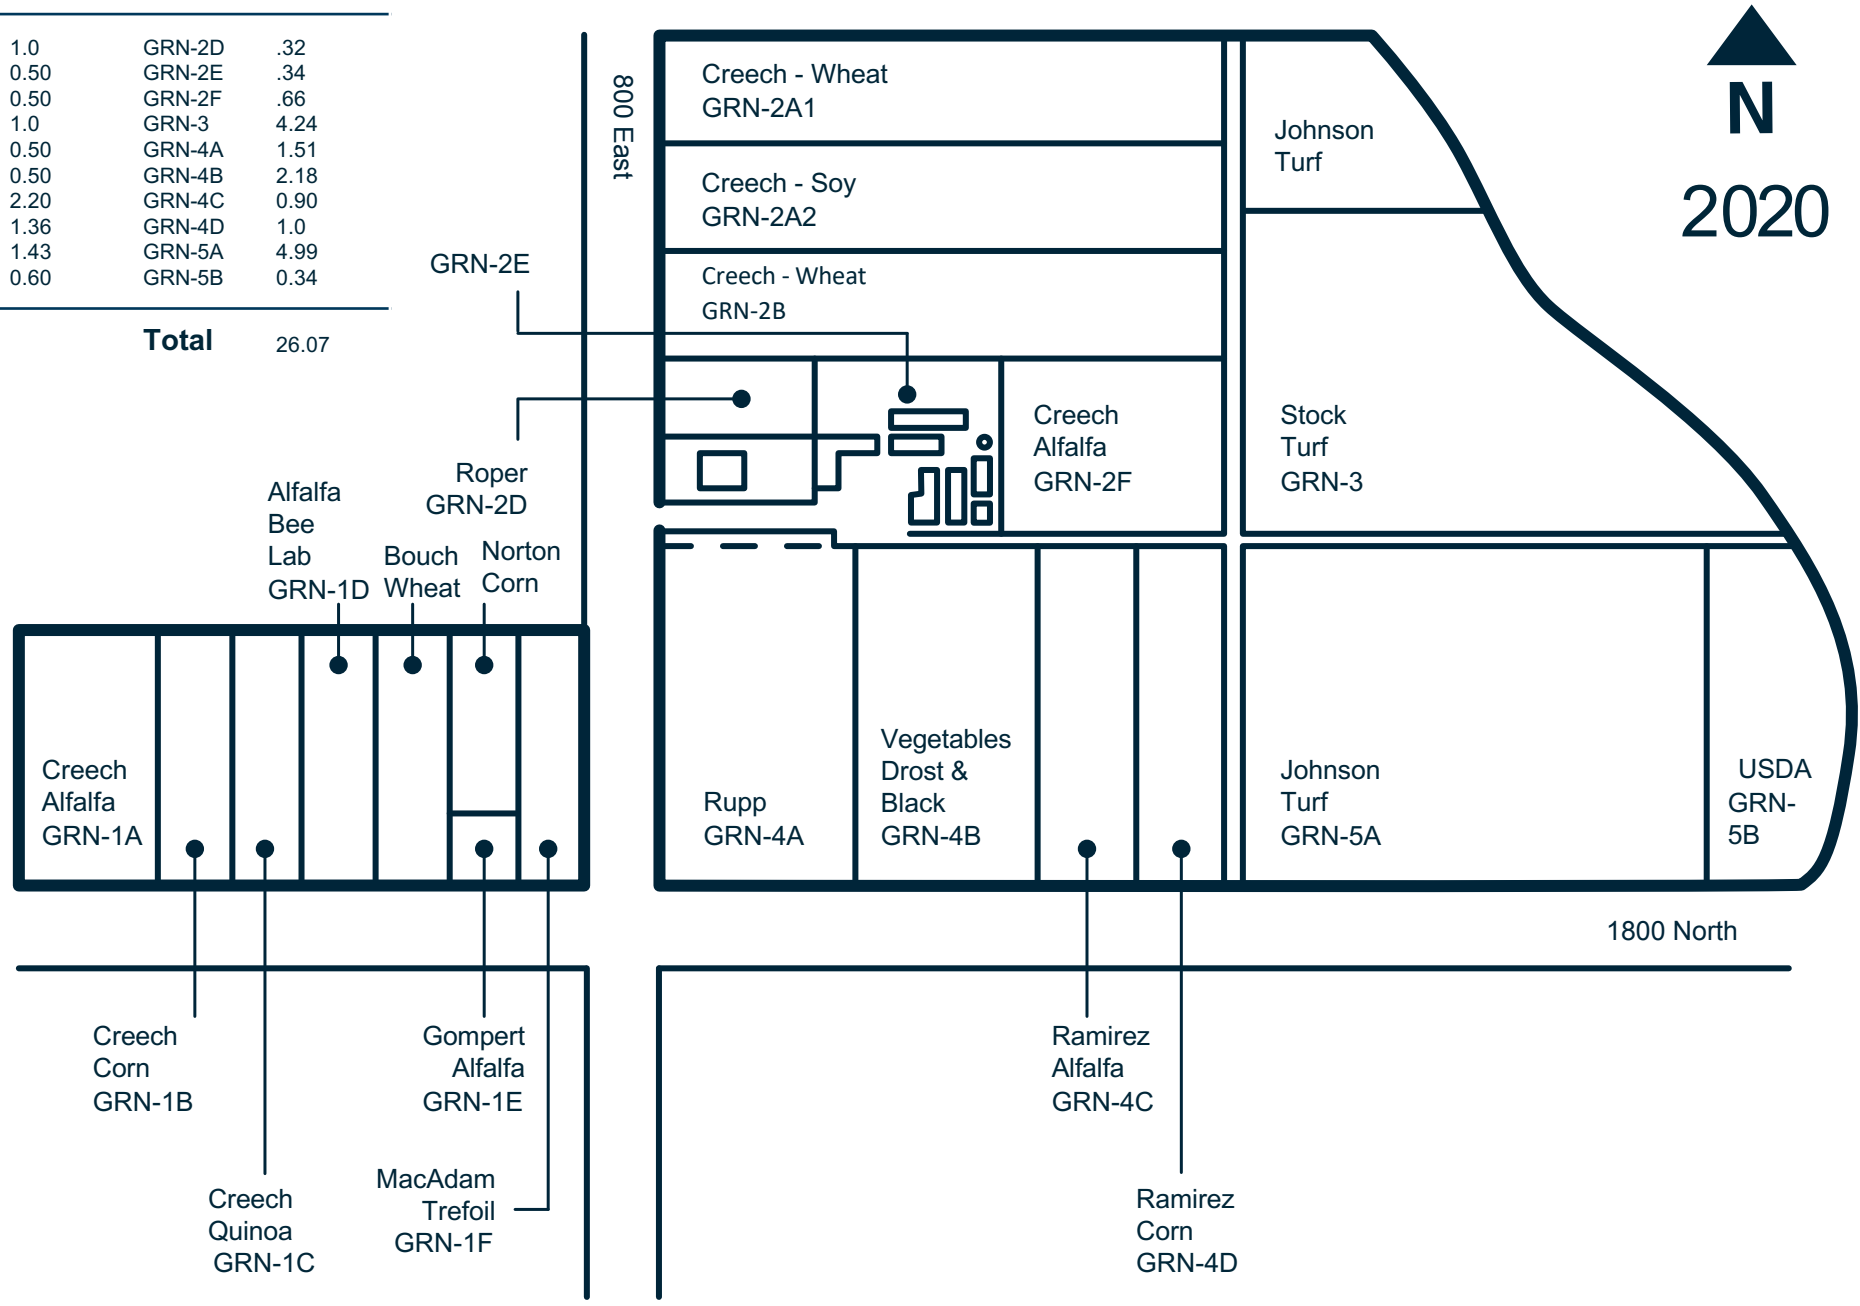 1.0 GRN-2D .32
0.50 GRN-2E .34
0.50 GRN-2F .66
1.0 GRN-3 4.24
0.50 GRN-4A 1.51
0.50 GRN-4B 2.18
2.20 GRN-4C 0.90
1.36 GRN-4D 1.0
1.43 GRN-5A 4.99
0.60 GRN-5B 0.34
Total 26.07
800 East
N
2020
Creech - Wheat
GRN-2A1
Creech - Soy
GRN-2A2
Creech - Wheat
GRN-2B
Johnson
Turf
GRN-2E
Roper
GRN-2D
Creech
Alfalfa
GRN-2F
Stock
Turf
GRN-3
Alfalfa
Bee
Lab
GRN-1D
Bouch
Wheat
Norton
Corn
Creech
Alfalfa
GRN-1A
Rupp
GRN-4A
Vegetables
Drost &
Black
GRN-4B
Johnson
Turf
GRN-5A
USDA
GRN-
5B
1800 North
Creech
Corn
GRN-1B
Gompert
Alfalfa
GRN-1E
Ramirez
Alfalfa
GRN-4C
Creech
Quinoa
GRN-1C
MacAdam
Trefoil
GRN-1F
Ramirez
Corn
GRN-4D